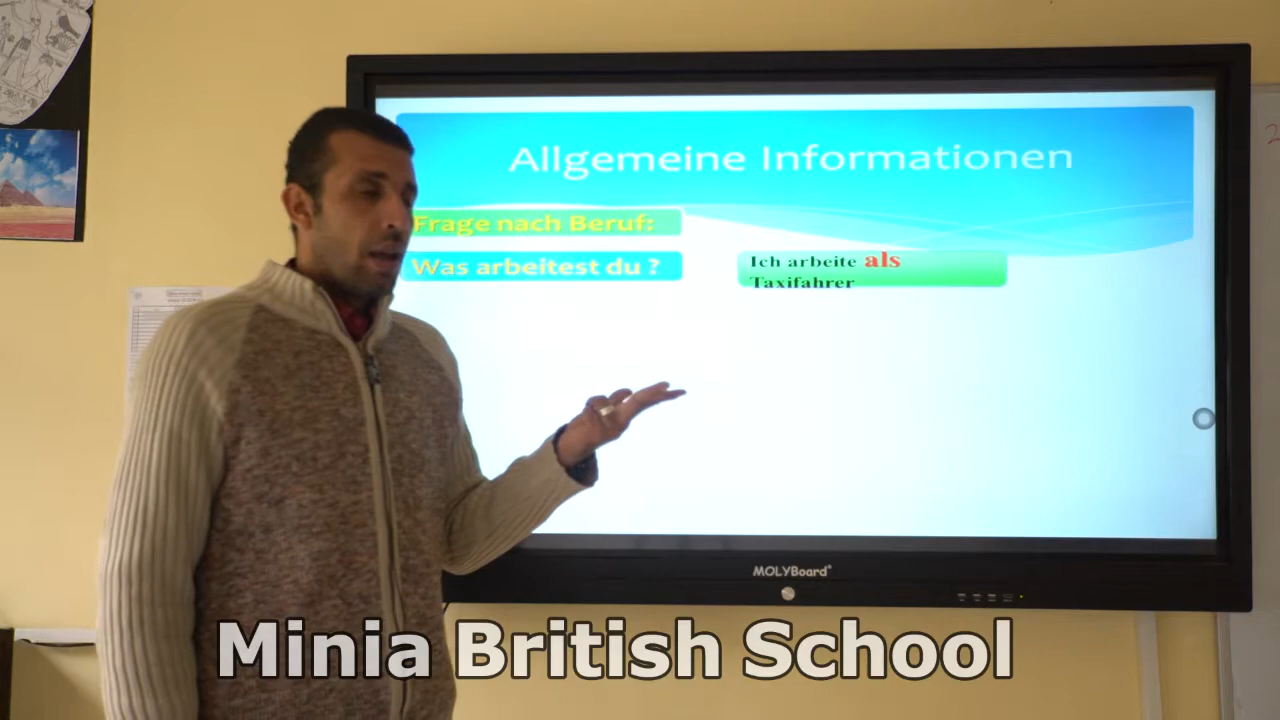 Allgemeine Informationen
Frage nach Beruf:
Was arbeitest du ?
Ich arbeite als
Taxifahrer
MOLYBoard
Minia British School